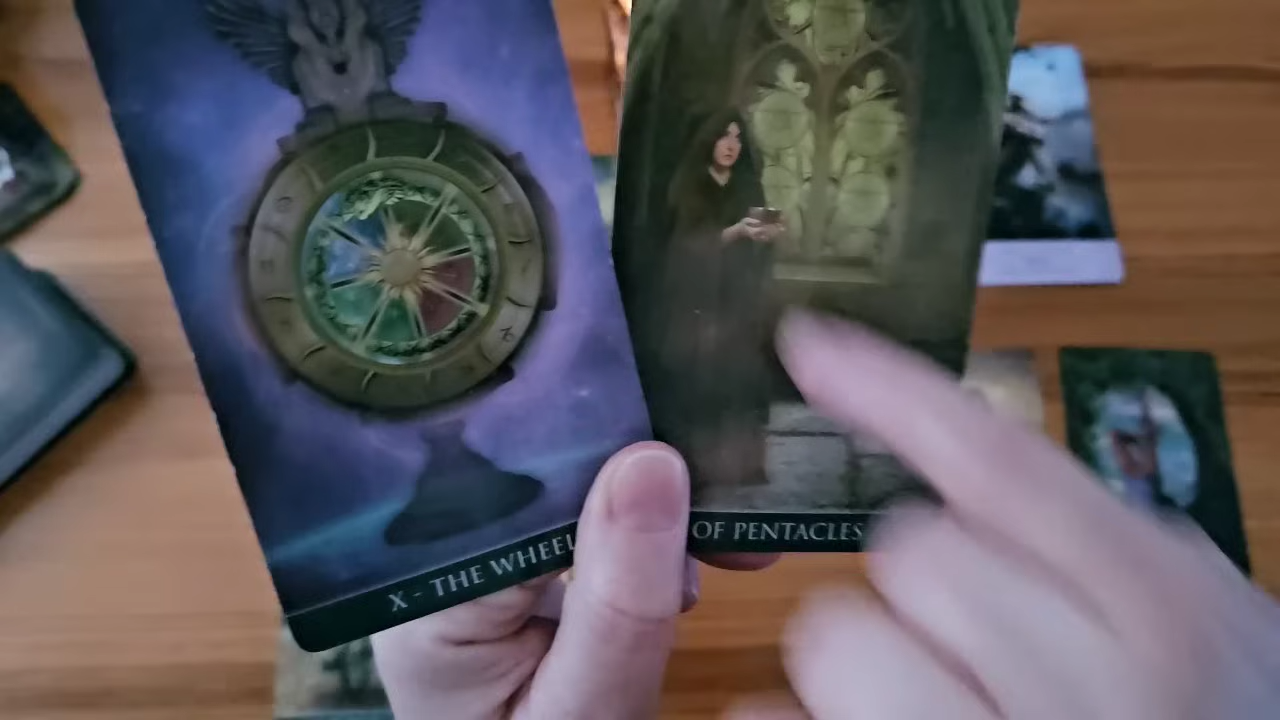 X - THE WHEEL
OF PENTACLES